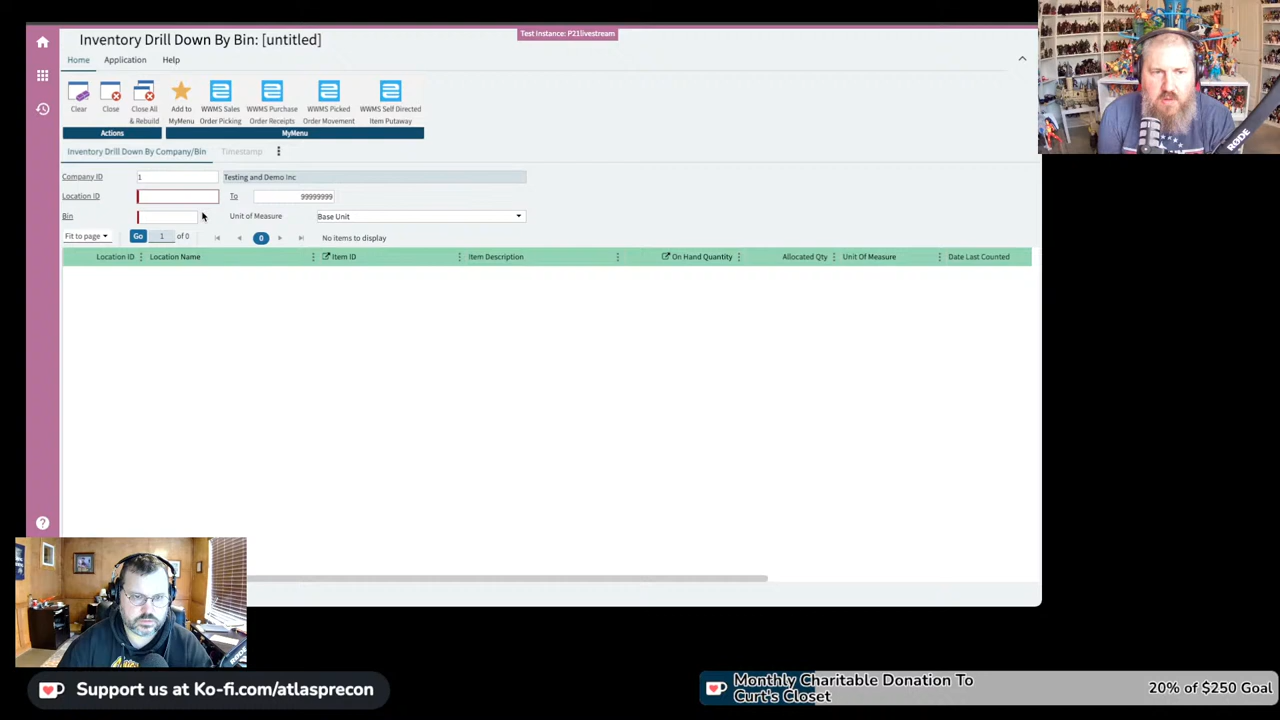 Inventory Drill Down By Bin: [untitled]
Test Instance: P21livestream
Home Application Help
Clear
Close
Close All
& Rebuild
Add to
MyMenu
WWMS Sales
Order Picking
WWMS Purchase
Order Receipts
WWMS Picked
Order Movement
WWMS Self Directed
Item Putaway
Actions MyMenu
Inventory Drill Down By Company/Bin Timestamp
Company ID 1 Testing and Demo Inc
Location ID To 99999999
Bin Unit of Measure Base Unit
Fit to page Go 1 of 0 0 No items to display
Location ID Location Name Item ID Item Description On Hand Quantity Allocated Qty Unit Of Measure Date Last Counted
RØDE
Support us at Ko-fi.com/atlasprecon
Monthly Charitable Donation To
Curt's Closet
20% of $250 Goal